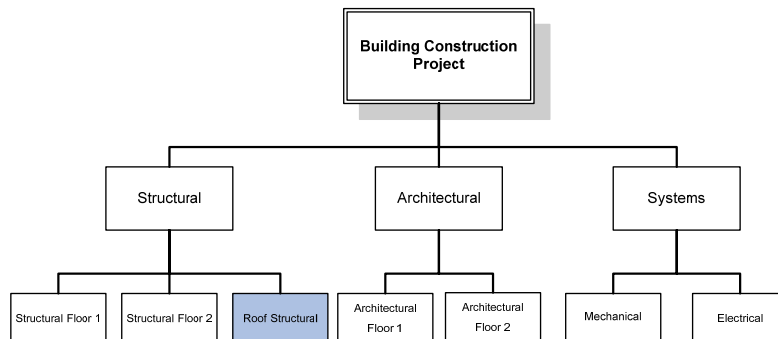 Building Construction
Project
Structural
Architectural
Systems
Structural Floor 1
Structural Floor 2
Roof Structural
Architectural
Floor 1
Architectural
Floor 2
Mechanical
Electrical